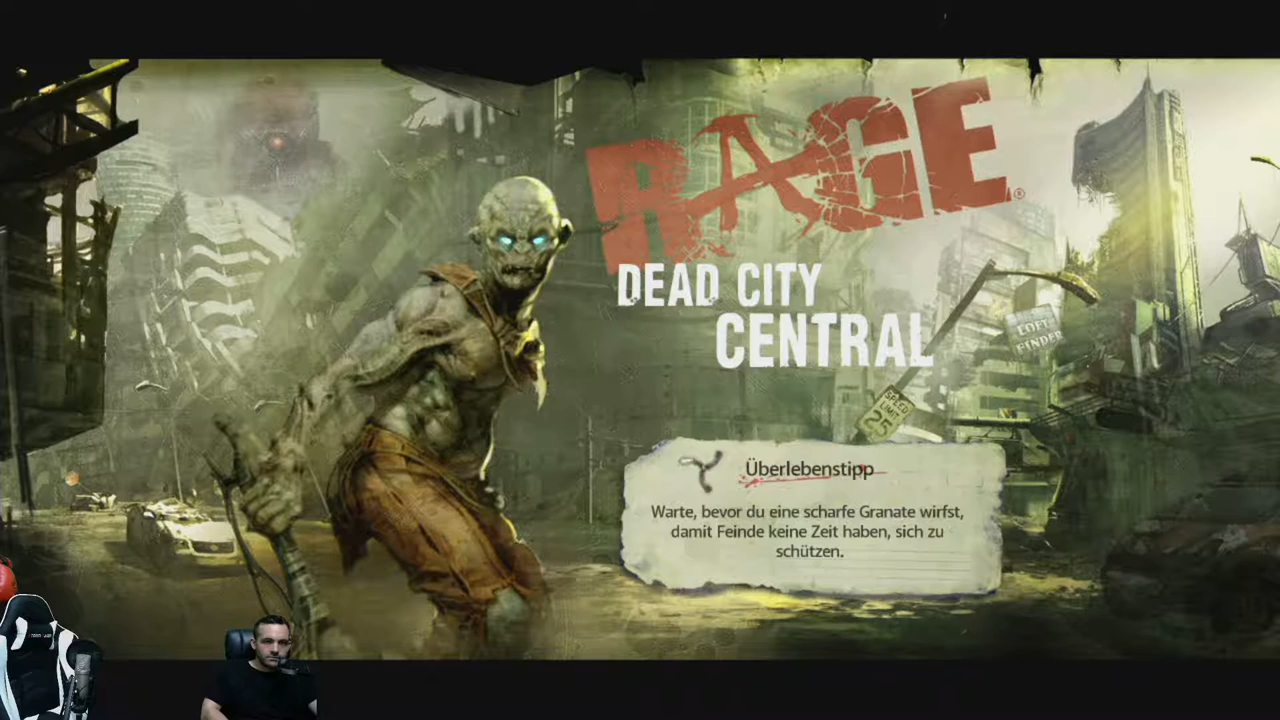 RAGE®
DEAD CITY
CENTRAL
LOFT
FINDER
SPEED
LIMIT
25
Überlebenstipp
Warte, bevor du eine scharfe Granate wirfst,
damit Feinde keine Zeit haben, sich zu
schützen.